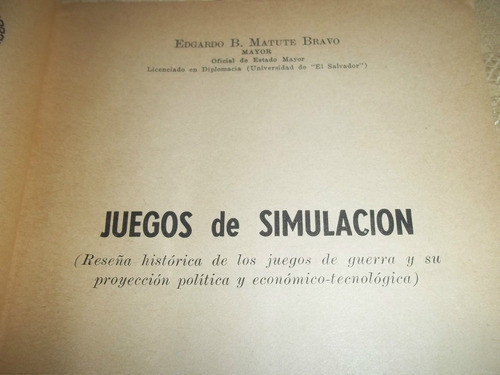 EDGARDO B. MATUTE BRAVO
MAYOR
Oficial de Estado Mayor
Licenciado en Diplomacia (Universidad de "El Salvador")
JUEGOS de SIMULACION
(Reseña histórica de los juegos de guerra y su
proyección política y económico-tecnológica)